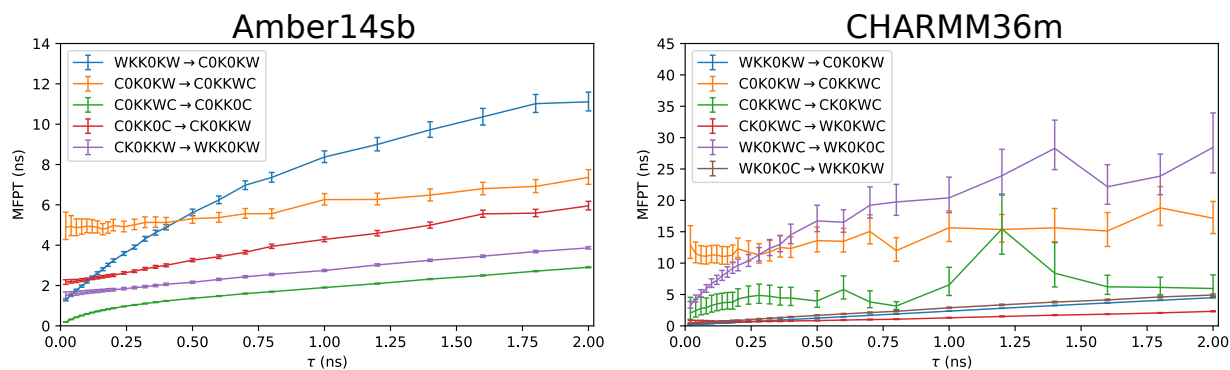 Amber14sb
14
12
10
8
6
4
2
0
MFPT (ns)
WKK0KW→C0K0KW
C0K0KW→C0KKWC
C0KKWC→C0KK0C
C0KK0C→CK0KKW
CK0KKW→WKK0KW
0.00 0.25 0.50 0.75 1.00 1.25 1.50 1.75 2.00
τ (ns)
CHARMM36m
45
40
35
30
25
20
15
10
5
0
MFPT (ns)
WKK0KW→C0K0KW
C0K0KW→C0KKWC
C0KKWC→CK0KWC
CK0KWC→WK0KWC
WK0KWC→WK0K0C
WK0K0C→WKK0KW
0.00 0.25 0.50 0.75 1.00 1.25 1.50 1.75 2.00
τ (ns)